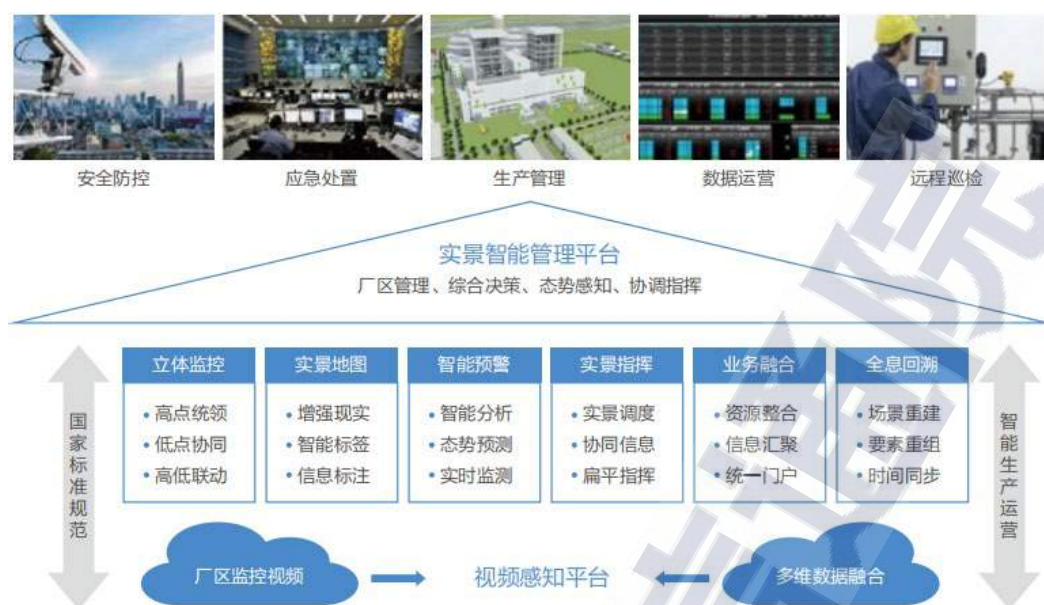 安全防控
应急处置
生产管理
数据运营
远程巡检
实景智能管理平台
厂区管理、综合决策、态势感知、协调指挥
国家标准规范
立体监控
• 高点统领
• 低点协同
• 高低联动
实景地图
• 增强现实
• 智能标签
• 信息标注
智能预警
• 智能分析
• 态势预测
• 实时监测
实景指挥
• 实景调度
• 协同信息
• 扁平指挥
业务融合
• 资源整合
• 信息汇聚
• 统一门户
全息回溯
• 场景重建
• 要素重组
• 时间同步
智能生产运营
厂区监控视频
视频感知平台
多维数据融合